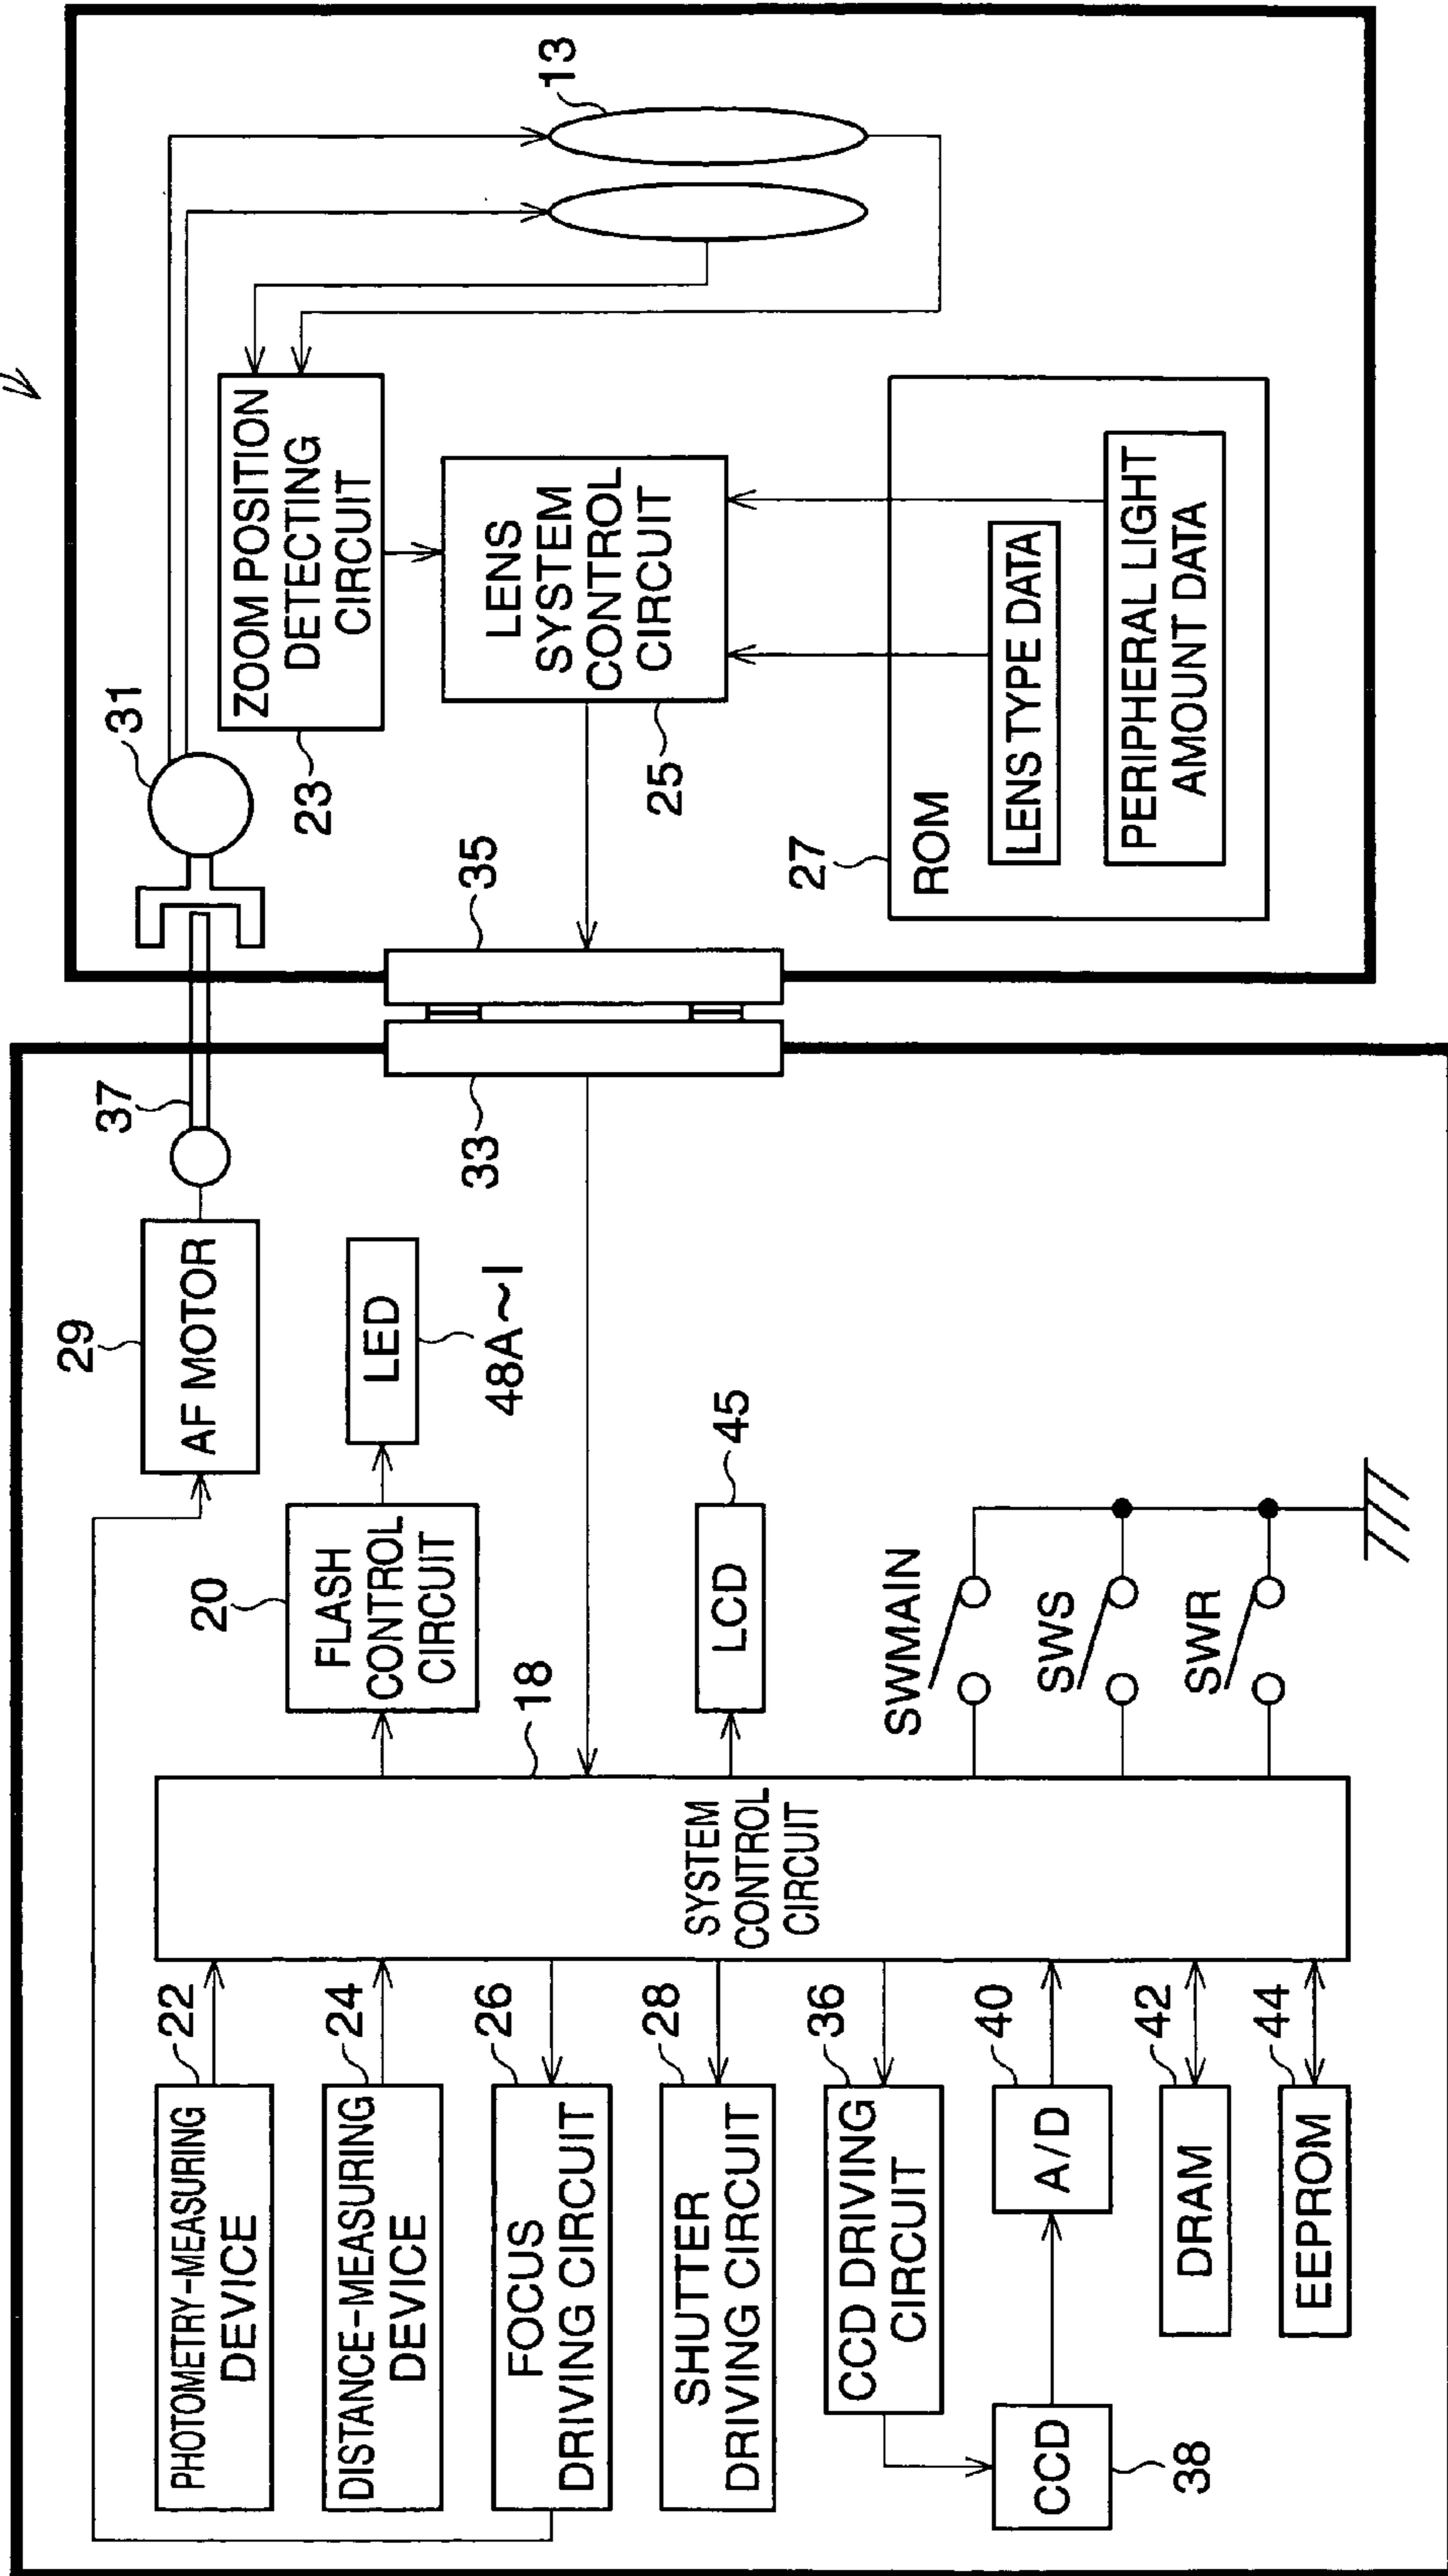 22
PHOTOMETRY-MEASURING
DEVICE
24
DISTANCE-MEASURING
DEVICE
26
FOCUS
DRIVING CIRCUIT
28
SHUTTER
DRIVING CIRCUIT
36
CCD DRIVING
CIRCUIT
CCD
38
40
A/D
42
DRAM
44
EEPROM
SYSTEM
CONTROL
CIRCUIT
18
20
FLASH
CONTROL
CIRCUIT
LED
48A~I
29
AF MOTOR
37
LCD
45
SWMAIN
SWS
SWR
33
35
31
ZOOM POSITION
DETECTING
CIRCUIT
23
LENS
SYSTEM
CONTROL
CIRCUIT
25
13
27
ROM
LENS TYPE DATA
PERIPHERAL LIGHT
AMOUNT DATA